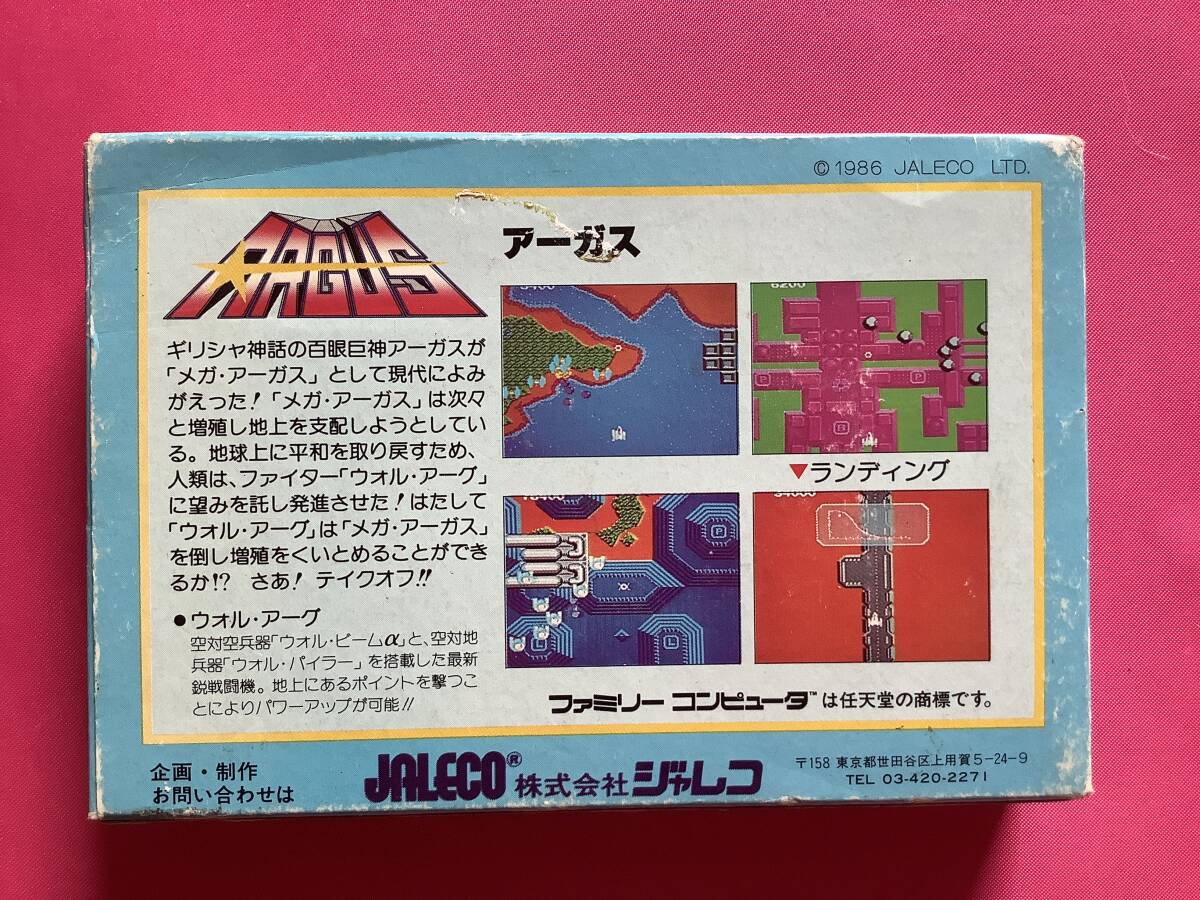 © 1986 JALECO LTD.
ARGUS
アーガス
ギリシャ神話の百眼巨神アーガスが
「メガ・アーガス」として現代によみ
がえった!「メガ・アーガス」は次々
と増殖し地上を支配しようとしてい
る。地球上に平和を取り戻すため、
人類は、ファイター「ウォル・アーグ」
に望みを託し発進させた!はたして
「ウォル・アーグ」は「メガ・アーガス」
を倒し増殖をくいとめることができ
るか!? さあ! テイクオフ!!
●ウォル・アーグ
空対空兵器「ウォル・ビームα」と、空対地
兵器「ウォル・パイラー」を搭載した最新
鋭戦闘機。地上にあるポイントを撃つこ
とによりパワーアップが可能!!
6200
P
B
▼ランディング
P
L
L
ファミリー コンピュータ™は任天堂の商標です。
企画・制作
お問い合わせは
JALECO® 株式会社 ジャレコ
〒158 東京都世田谷区上用賀5-24-9
TEL 03-420-2271